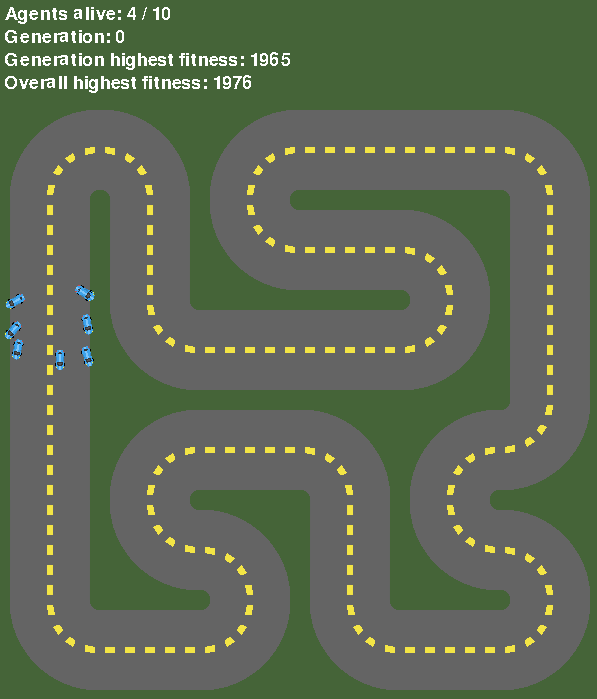 Agents alive: 4 / 10
Generation: 0
Generation highest fitness: 1965
Overall highest fitness: 1976